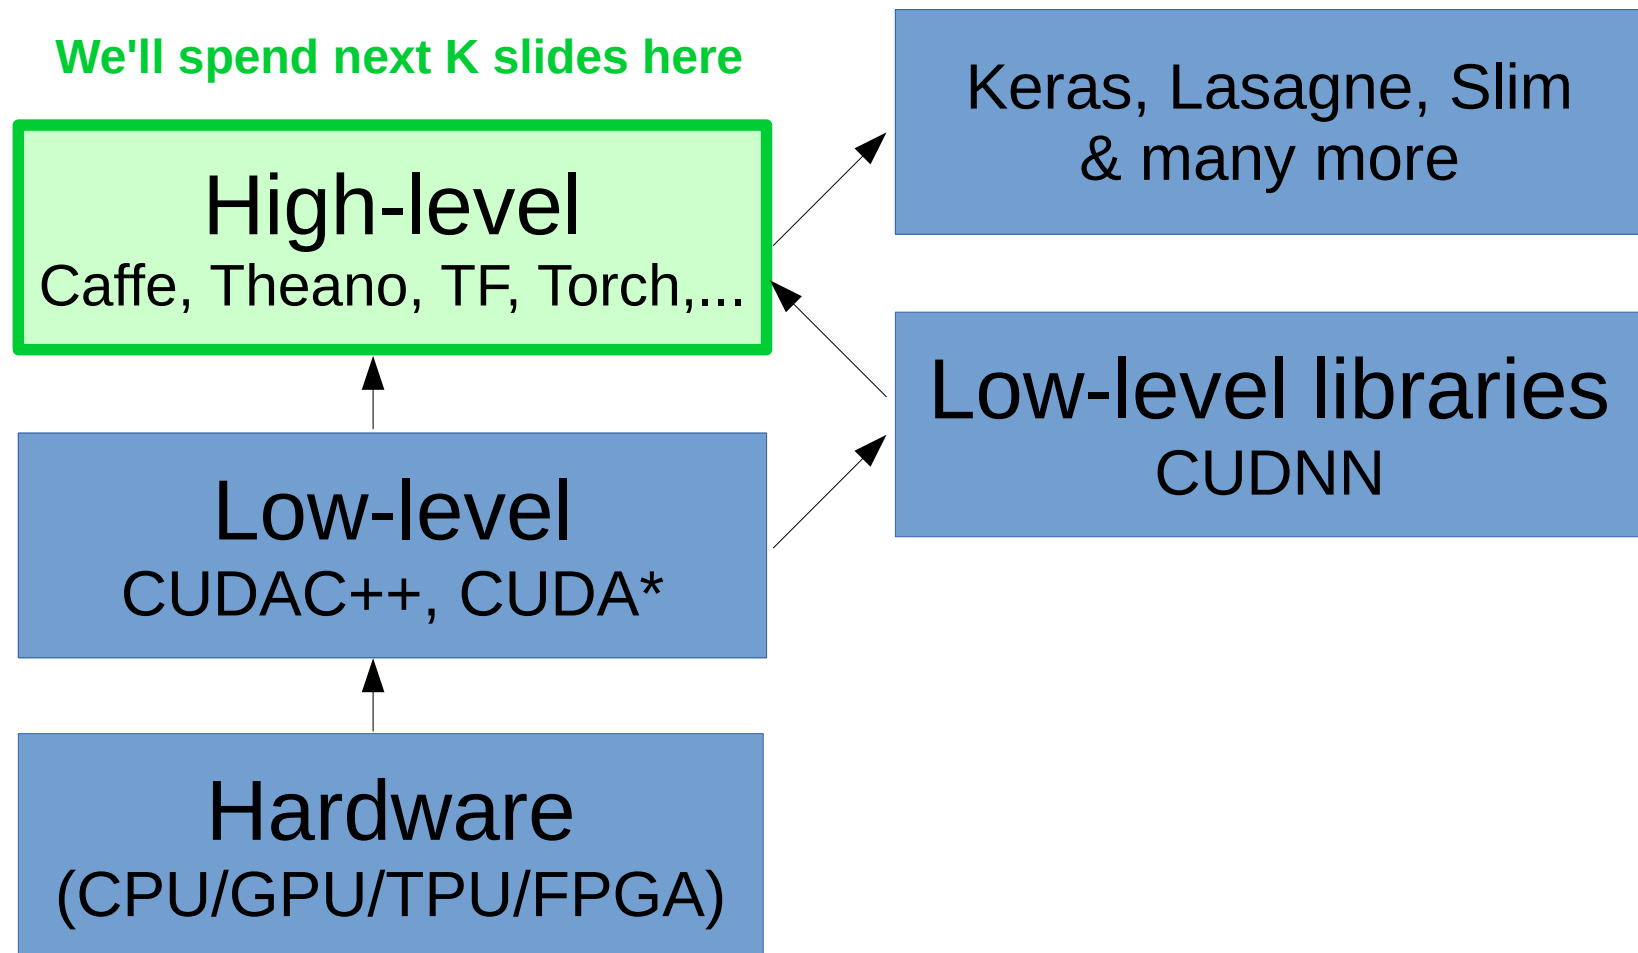 We'll spend next K slides here
High-level
Caffe, Theano, TF, Torch,...
Keras, Lasagne, Slim
& many more
Low-level libraries
CUDNN
Low-level
CUDAC++, CUDA*
Hardware
(CPU/GPU/TPU/FPGA)